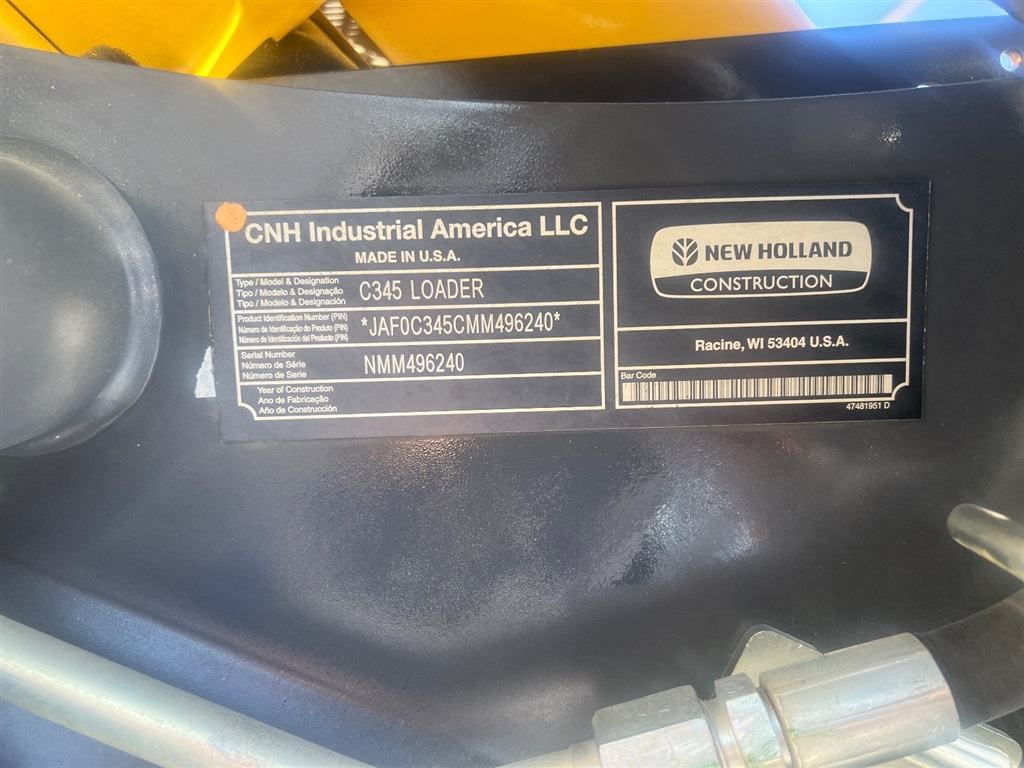 CNH Industrial America LLC
MADE IN U.S.A.
Type / Model & Designation
Tipo / Modelo & Designação
Tipo / Modelo & Designación
C345 LOADER
Product Identification Number (PIN)
Número de Identificação do Produto (PIN)
Número de Identificación del Producto (PIN)
*JAF0C345CMM496240*
Serial Number
Número de Série
Número de Serie
NMM496240
Year of Construction
Ano de Fabricação
Año de Construcción
NEW HOLLAND
CONSTRUCTION
Racine, WI 53404 U.S.A.
Bar Code
47481951 D